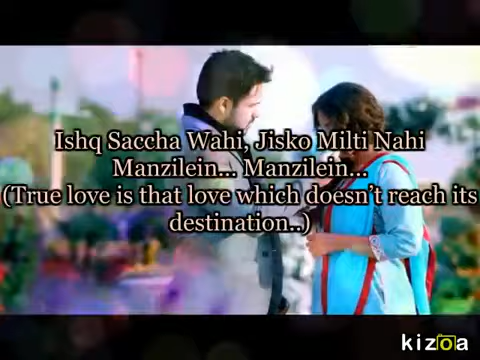 Ishq Saccha Wahi, Jisko Milti Nahi
Manzilein... Manzilein...
(True love is that love which doesn't reach its
destination..)
kizoa